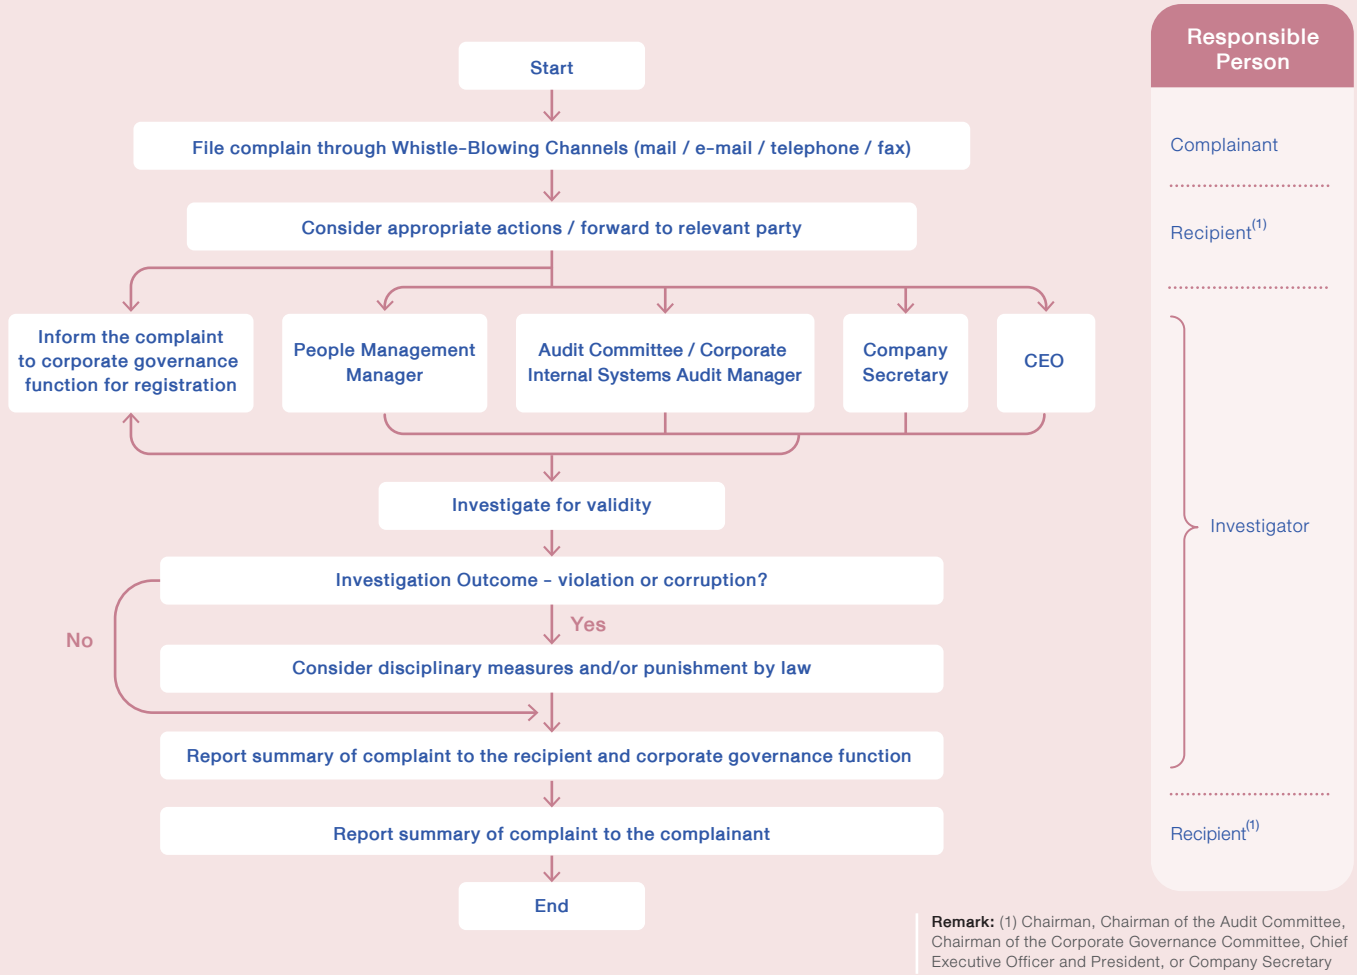 Start
File complain through Whistle-Blowing Channels (mail / e-mail / telephone / fax)
Consider appropriate actions / forward to relevant party
Inform the complaint
to corporate governance
function for registration
People Management
Manager
Audit Committee / Corporate
Internal Systems Audit Manager
Company
Secretary
CEO
Investigate for validity
Investigation Outcome - violation or corruption?
No
Yes
Consider disciplinary measures and/or punishment by law
Report summary of complaint to the recipient and corporate governance function
Report summary of complaint to the complainant
End
Responsible
Person
Complainant
Recipient(1)
Investigator
Recipient(1)
Remark: (1) Chairman, Chairman of the Audit Committee,
Chairman of the Corporate Governance Committee, Chief
Executive Officer and President, or Company Secretary